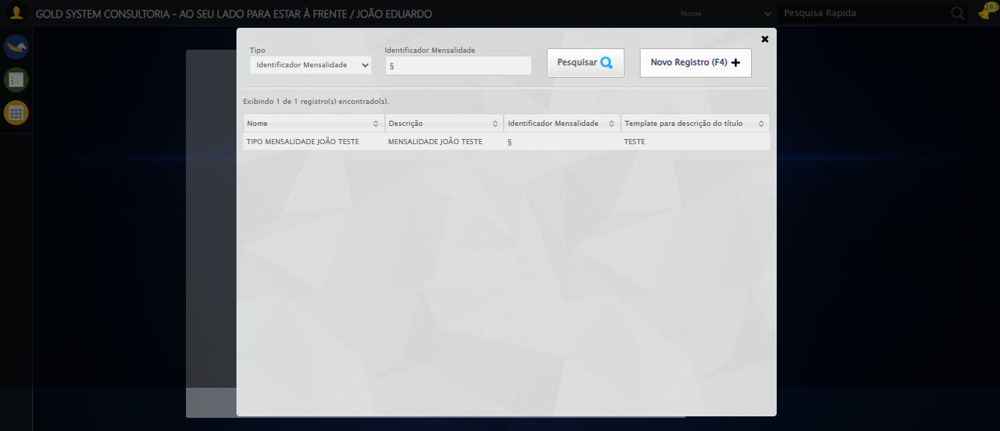 GOLD SYSTEM CONSULTORIA - AO SEU LADO PARA ESTAR À FRENTE / JOÃO EDUARDO
Nome
Pesquisa Rapida
267
Tipo
Identificador Mensalidade
Identificador Mensalidade
§
Pesquisar
Novo Registro (F4)
Exibindo 1 de 1 registro(s) encontrado(s).
Nome Descrição Identificador Mensalidade Template para descrição do título
TIPO MENSALIDADE JOÃO TESTE MENSALIDADE JOÃO TESTE § TESTE